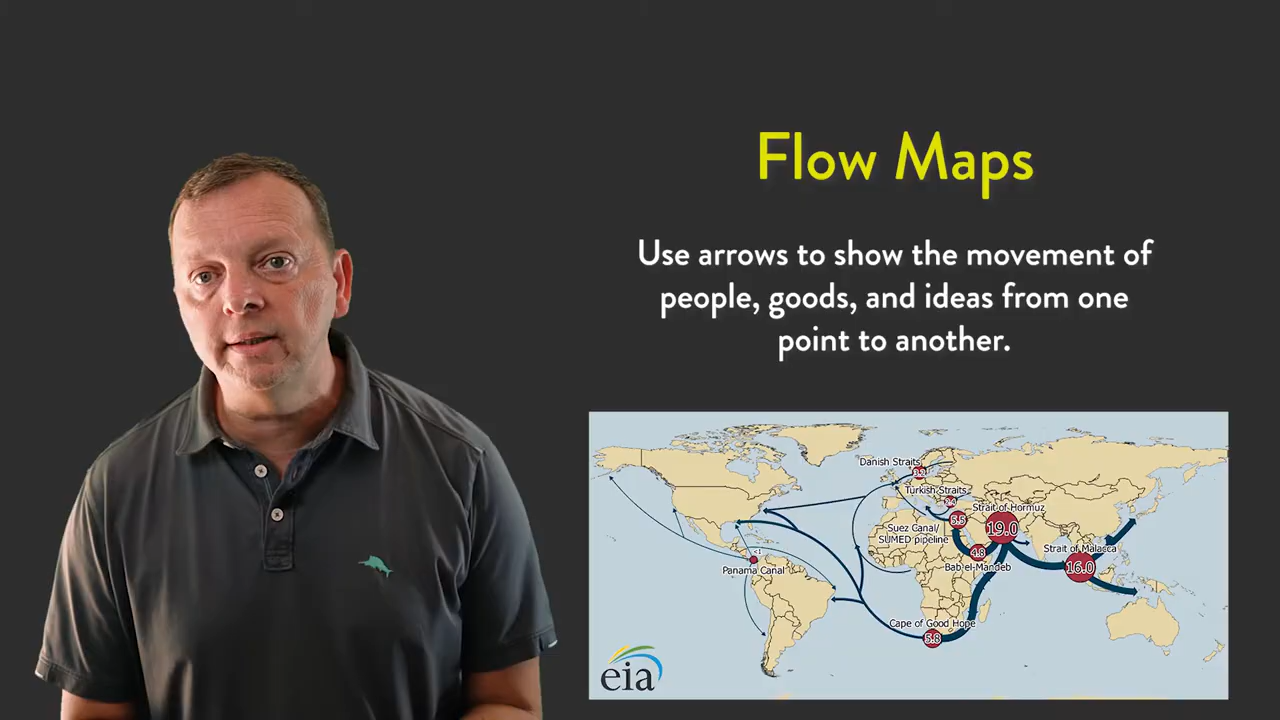 Flow Maps
Use arrows to show the movement of
people, goods, and ideas from one
point to another.
Danish Straits
Turkish Straits
Strait of Hormuz
5.5
19.0
Suez Canal/
SUMED pipeline
4.8
Strait of Malacca
<1
Panama Canal
Bab el-Mandeb
16.0
Cape of Good Hope
5.8
eia